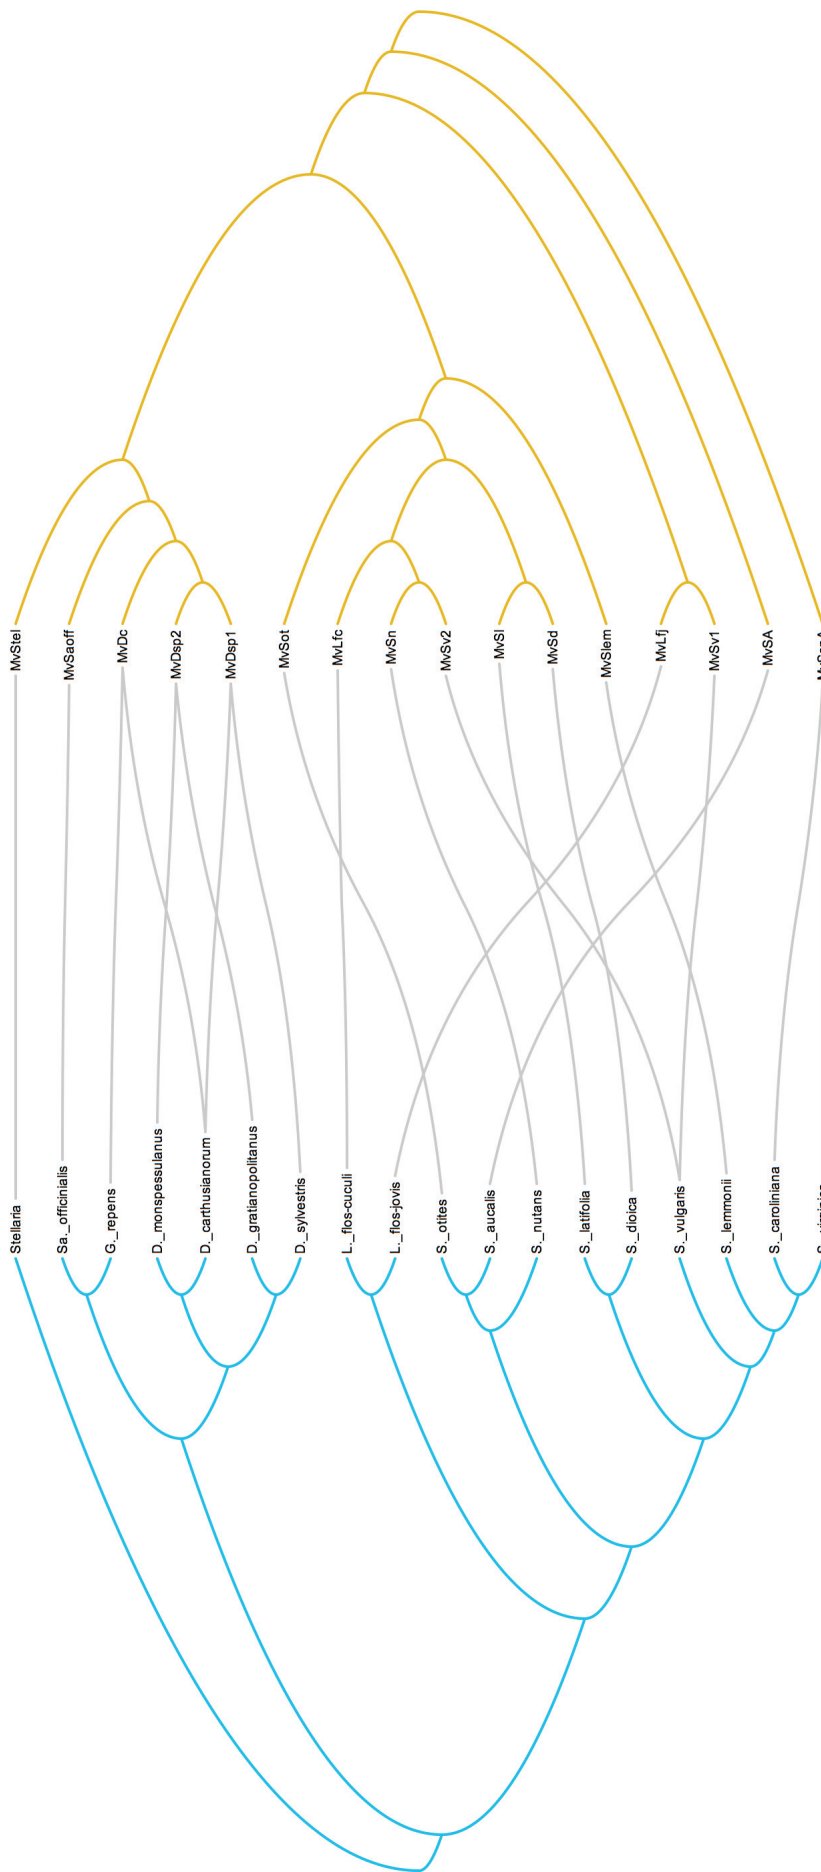 MvStel
MvSaoff
MvDc
MvDsp2
MvDsp1
MvSot
MvLfc
MvSn
MvSv2
MvSl
MvSd
MvSlem
MvLfj
MvSv1
MvSA
Stellaria
Sa._officinialis
G._repens
D._monspessulanus
D._carthusianorum
D._gratianopolitanus
D._sylvestris
L._flos-cuculi
L._flos-jovis
S._otites
S._aucalis
S._nutans
S._latifolia
S._dioica
S._vulgaris
S._lemmonii
S._caroliniana